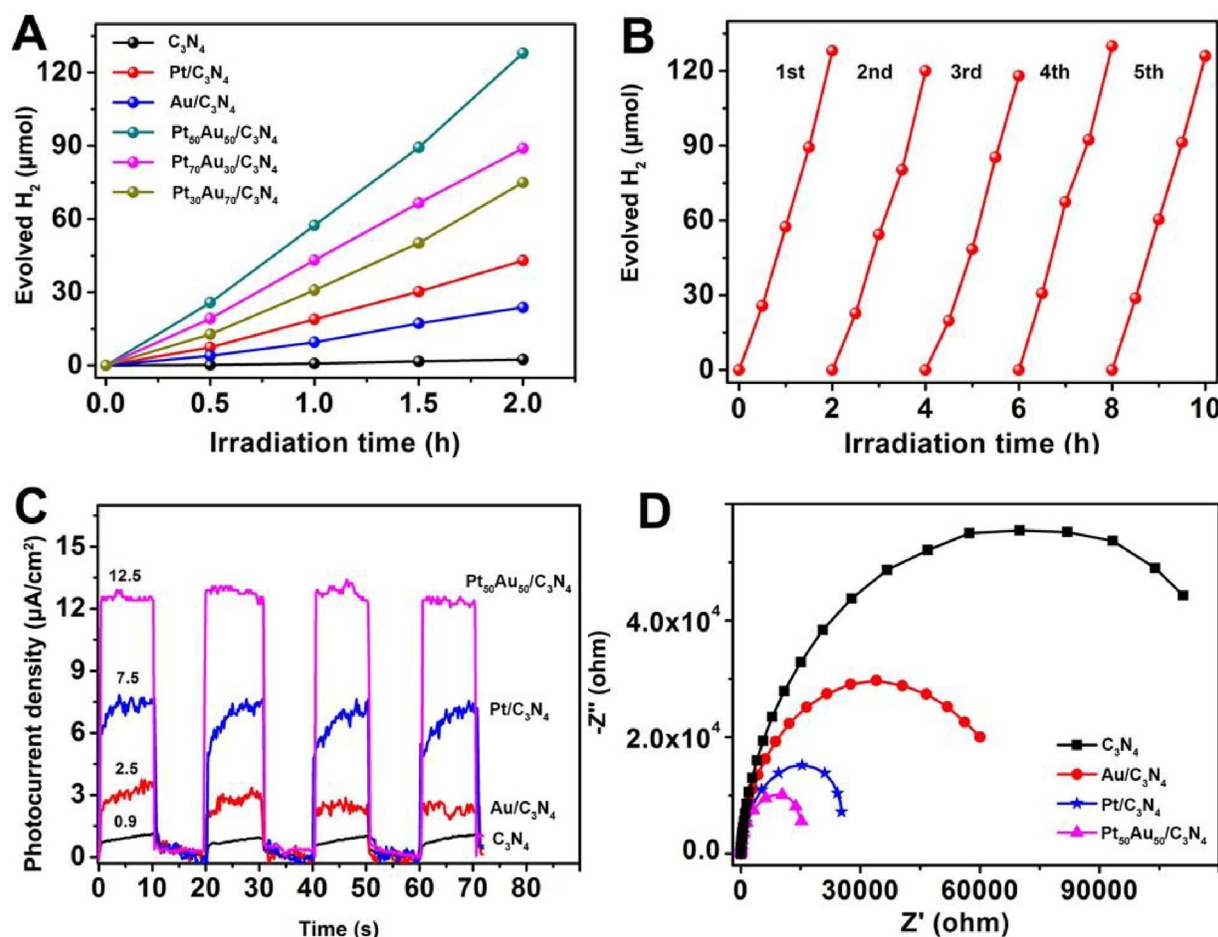 A
C₃N₄
Pt/C₃N₄
Au/C₃N₄
Pt₅₀Au₅₀/C₃N₄
Pt₇₀Au₃₀/C₃N₄
Pt₃₀Au₇₀/C₃N₄
Evolved H₂ (μmol)
120
90
60
30
0
0.0 0.5 1.0 1.5 2.0
Irradiation time (h)
B
1st 2nd 3rd 4th 5th
Evolved H₂ (μmol)
120
90
60
30
0
0 2 4 6 8 10
Irradiation time (h)
C
Photocurrent density (μA/cm²)
15
12
9
6
3
0
12.5
7.5
2.5
0.9
Pt₅₀Au₅₀/C₃N₄
Pt/C₃N₄
Au/C₃N₄
C₃N₄
0 10 20 30 40 50 60 70 80
Time (s)
D
-Z'' (ohm)
4.0x10⁴
2.0x10⁴
0.0
C₃N₄
Au/C₃N₄
Pt/C₃N₄
Pt₅₀Au₅₀/C₃N₄
0 30000 60000 90000
Z' (ohm)